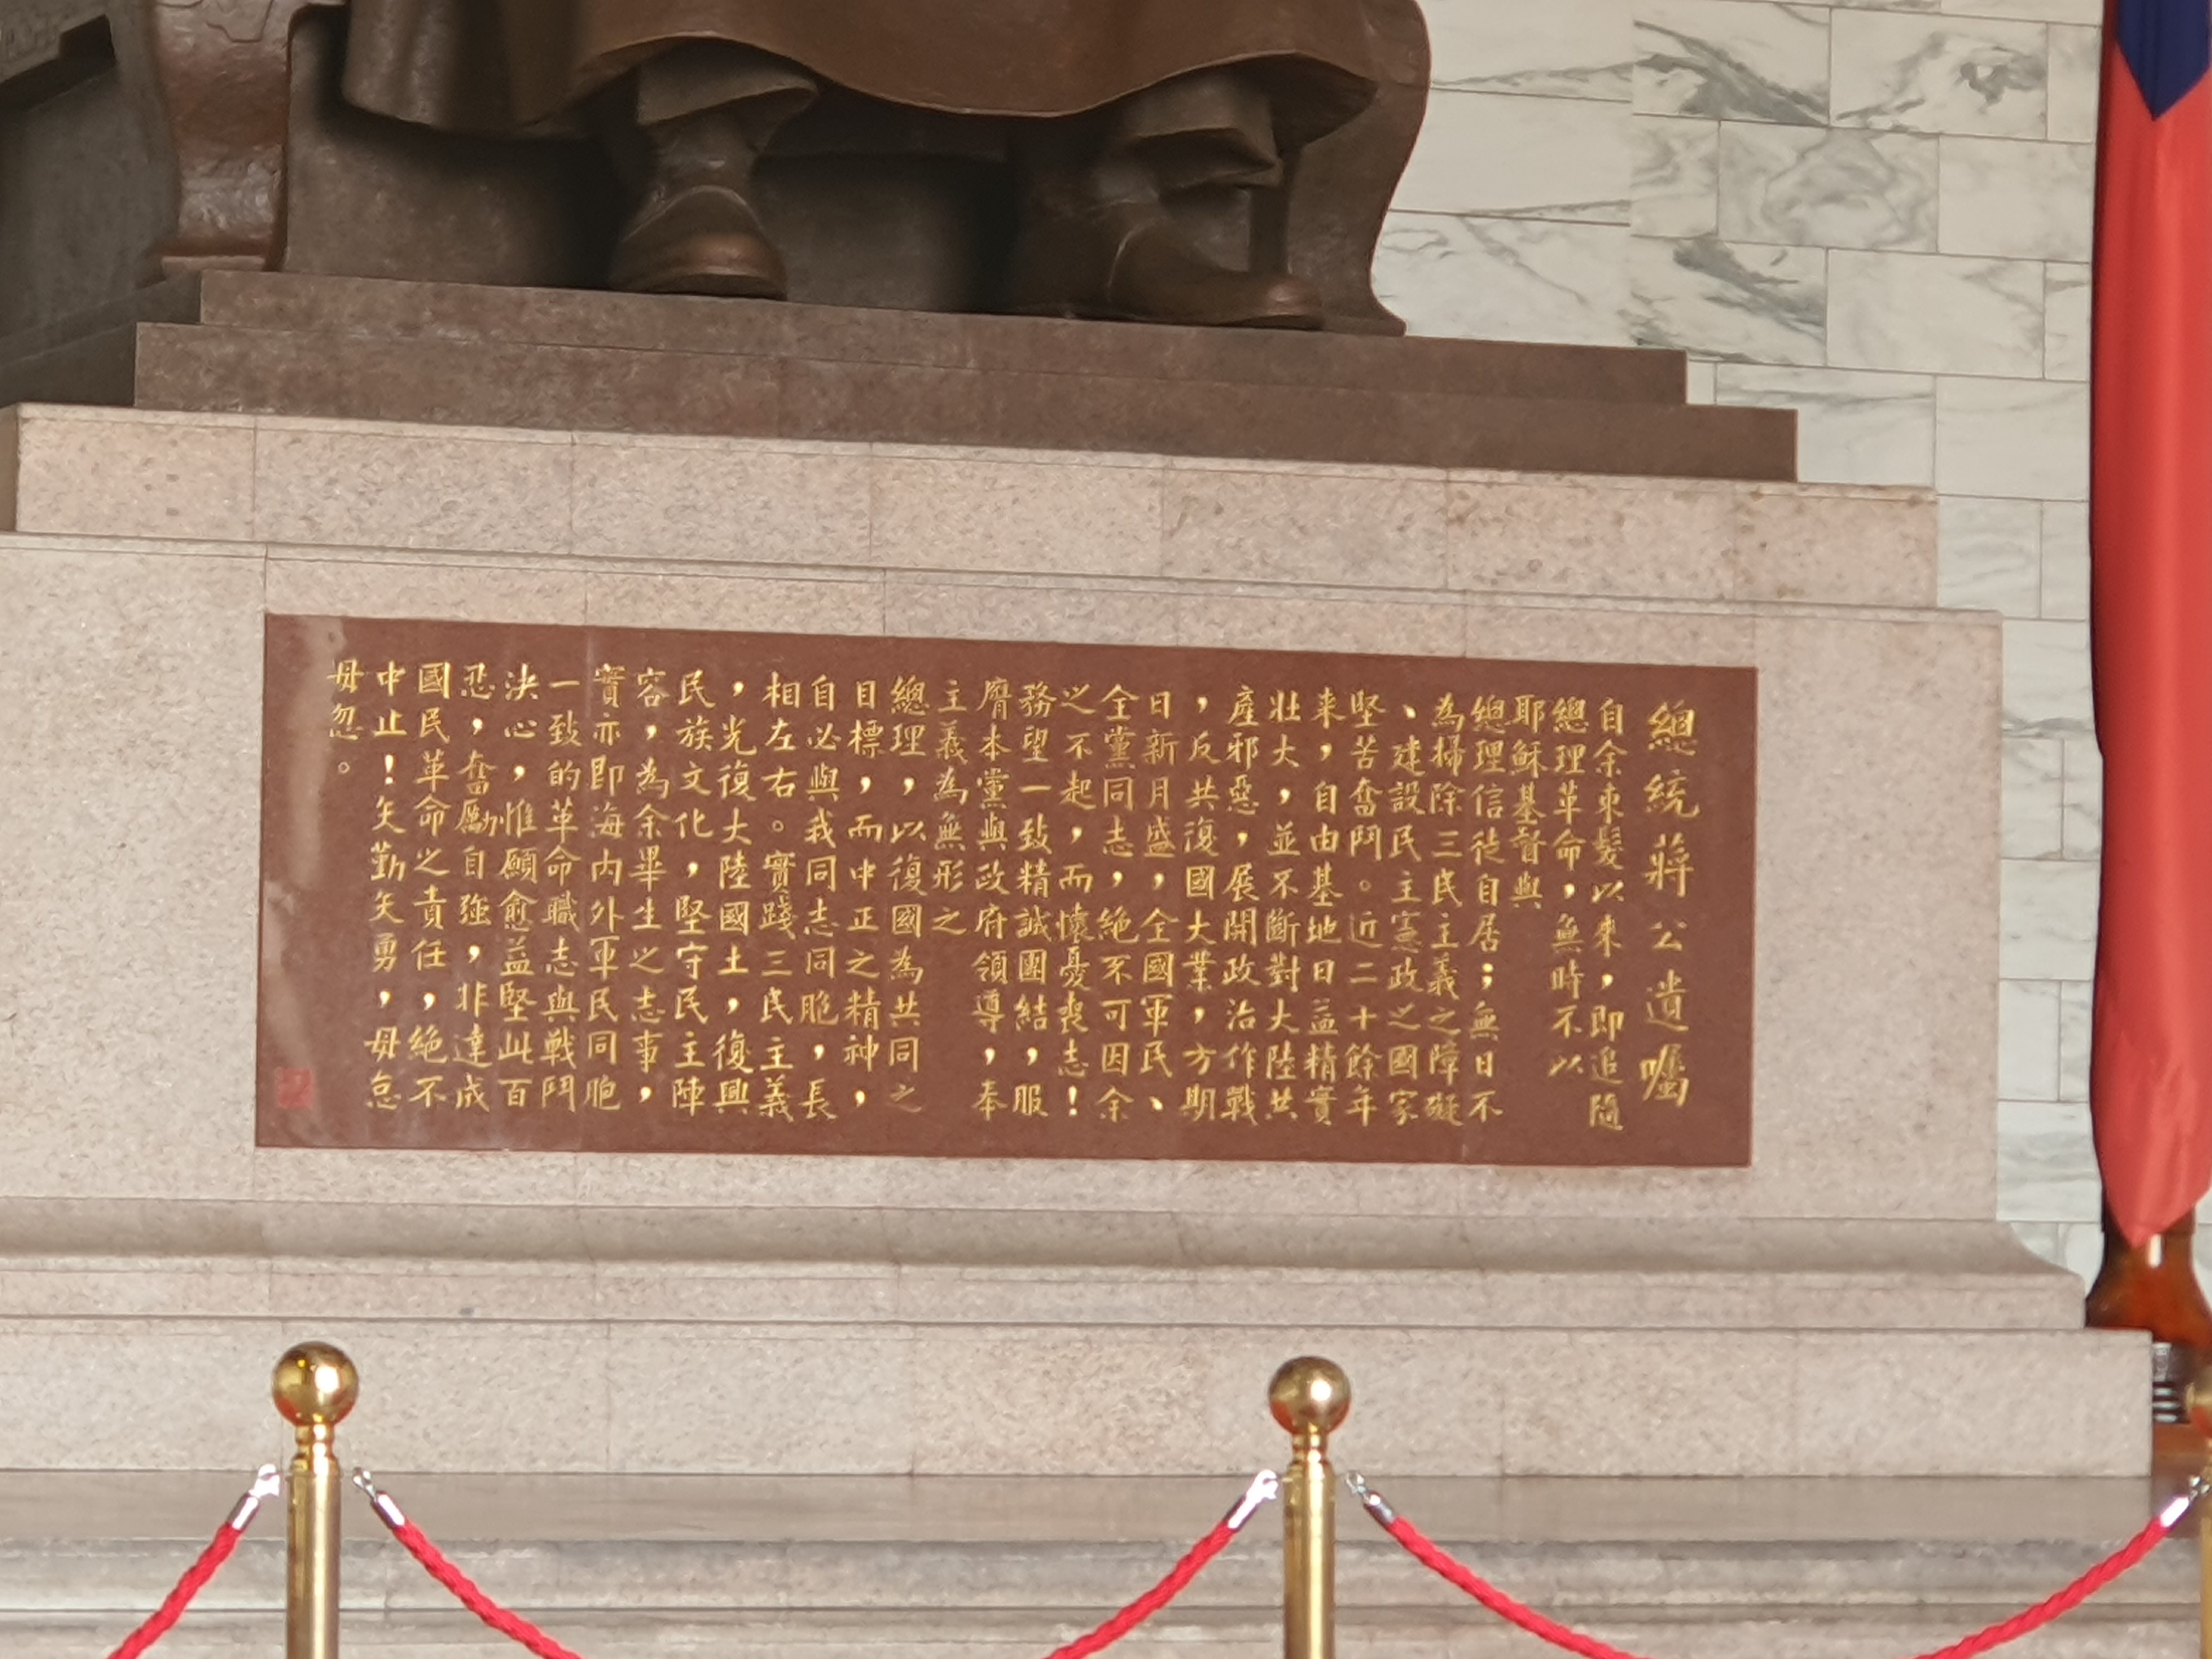 總統蔣公遺囑
自余束髮以來，即追隨
總理革命，無時不以
耶穌基督與
總理信徒自居；無日不
為掃除三民主義之障礙
、建設民主憲政之國家
堅苦奮鬥。近二十餘年
來，自由基地日益精實
壯大，並不斷對大陸共
產邪惡，展開政治作戰
，反共復國大業，方期
日新月盛，全國軍民、
全黨同志，絕不可因余
之不起，而懷憂喪志！
務望一致精誠團結，服
膺本黨與政府領導，奉
主義為無形之
總理，以復國為共同之
目標，而中正之精神，
自必與我同志同胞，長
相左右。實踐三民主義
，光復大陸國土，復興
民族文化，堅守民主陣
容，為余畢生之志事，
實亦即海內外軍民同胞
一致的革命職志與戰鬥
決心，惟願愈益堅此百
忍，奮勵自強，非達成
國民革命之責任，絕不
中止！矢勤矢勇，毋怠
毋忽。